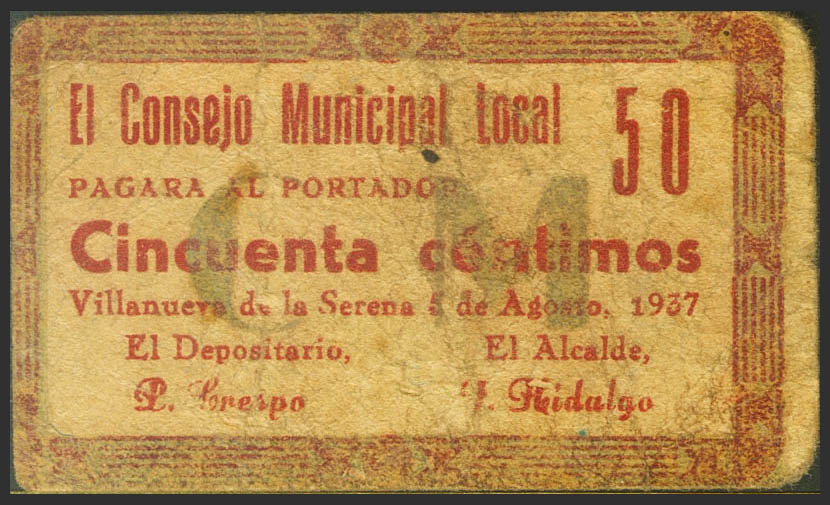 El Consejo Municipal Local
50
PAGARA AL PORTADOR
Cincuenta céntimos
Villanueva de la Serena 5 de Agosto, 1937
El Depositario,
El Alcalde,
P. Crespo
J. Hidalgo
C M